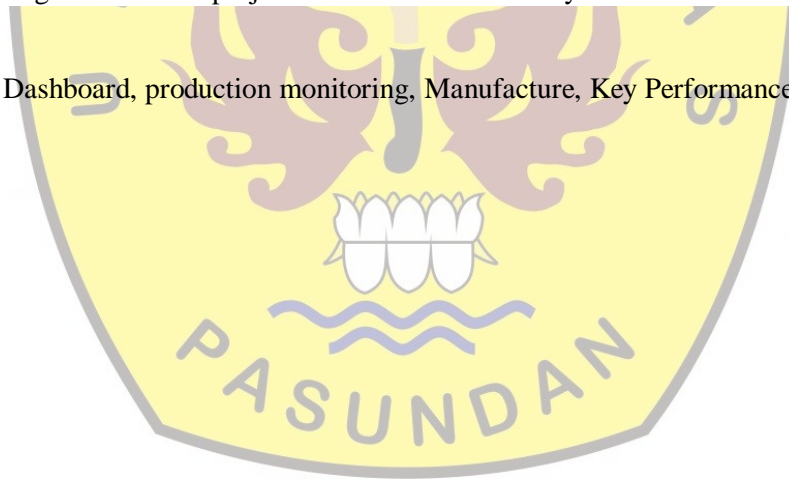 Dashboard, production monitoring, Manufacture, Key Performance
U
S
PASUNDAN